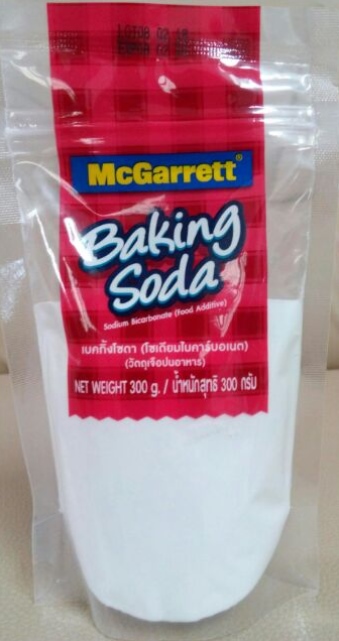 McGarrett®
Baking
Soda
Sodium Bicarbonate (Food Additive)
เบคกิ้งโซดา (โซเดียมไบคาร์บอเนต)
(วัตถุเจือปนอาหาร)
NET WEIGHT 300 g. / น้ำหนักสุทธิ 300 กรัม